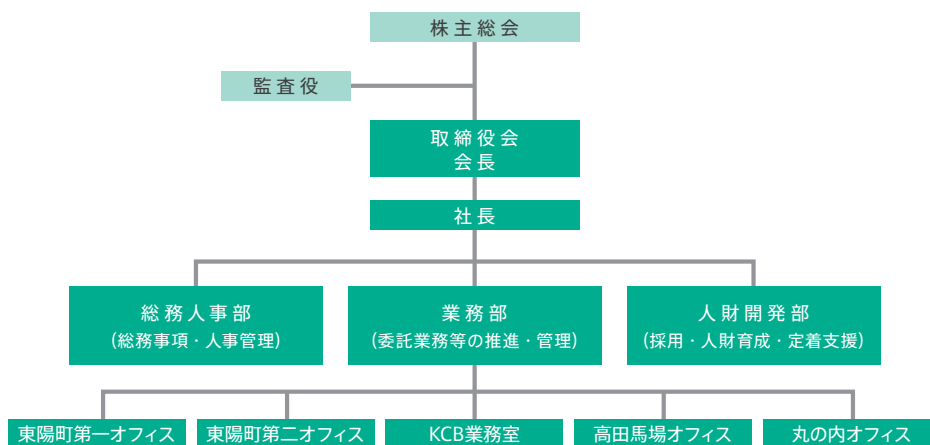 株主総会
監査役
取締役会
会長
社長
総務人事部
(総務事項・人事管理)
業務部
(委託業務等の推進・管理)
人財開発部
(採用・人財育成・定着支援)
東陽町第一オフィス
東陽町第二オフィス
KCB業務室
高田馬場オフィス
丸の内オフィス